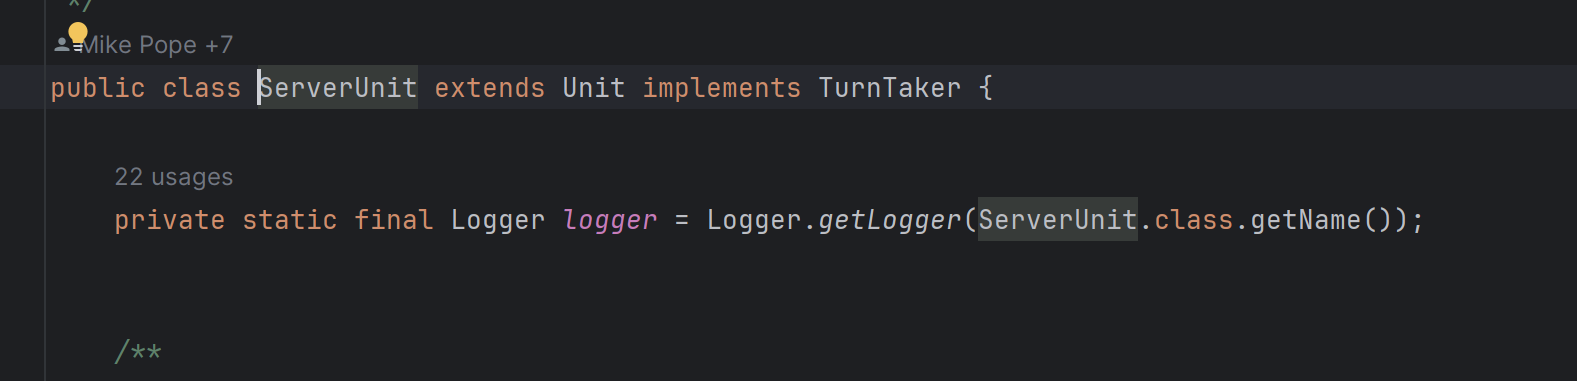 */
Mike Pope +7
public class ServerUnit extends Unit implements TurnTaker {
22 usages
private static final Logger logger = Logger.getLogger(ServerUnit.class.getName());
/**